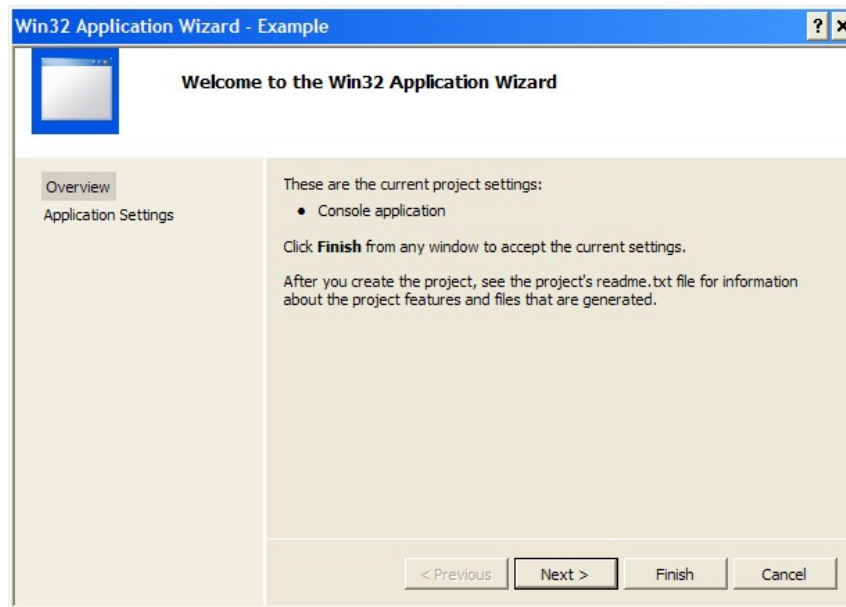 Win32 Application Wizard - Example
Welcome to the Win32 Application Wizard
Overview
Application Settings
These are the current project settings:
• Console application
Click Finish from any window to accept the current settings.
After you create the project, see the project's readme.txt file for information
about the project features and files that are generated.
< Previous
Next >
Finish
Cancel